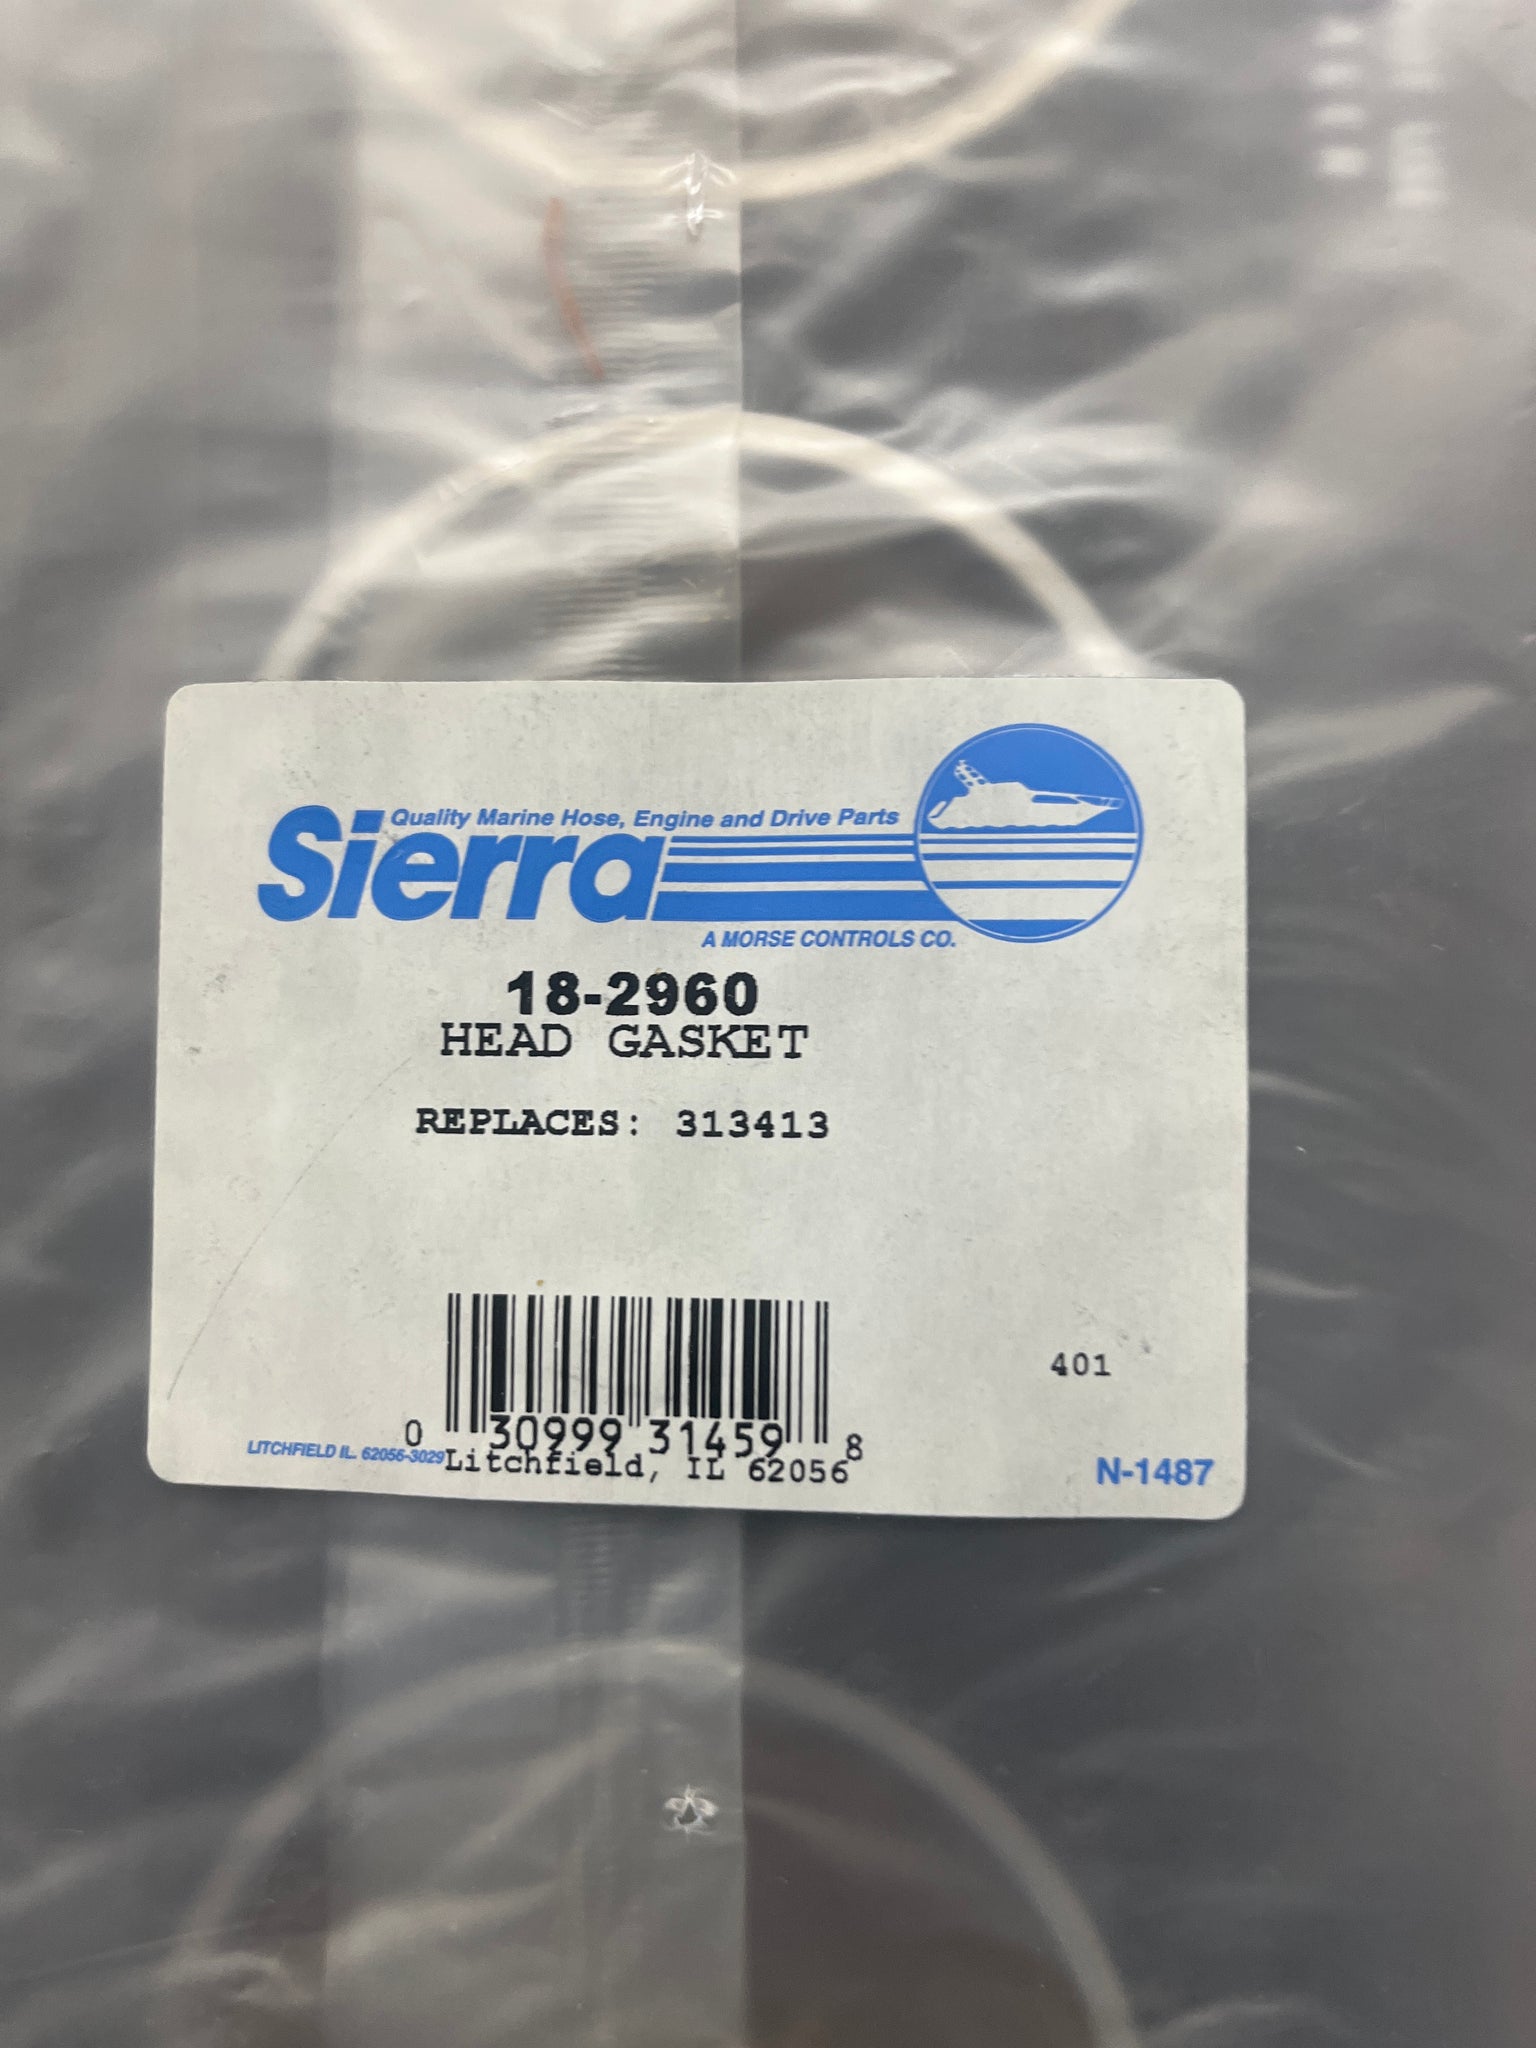 Quality Marine Hose, Engine and Drive Parts
Sierra
A MORSE CONTROLS CO.
18-2960
HEAD GASKET
REPLACES: 313413
401
0 30999 31459 8
LITCHFIELD IL. 62056-3029
Litchfield, IL 62056
N-1487